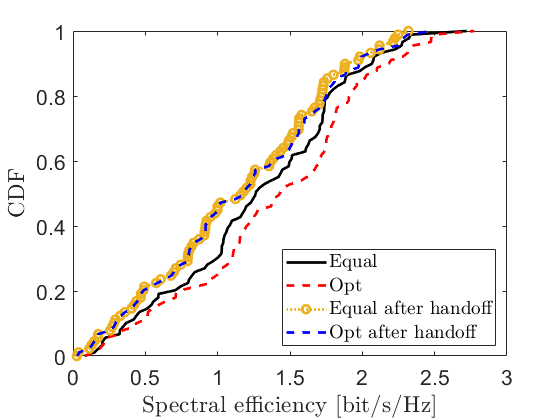 1
0.8
0.6
0.4
0.2
0
CDF
0 0.5 1 1.5 2 2.5 3
Spectral efficiency [bit/s/Hz]
Equal
Opt
Equal after handoff
Opt after handoff